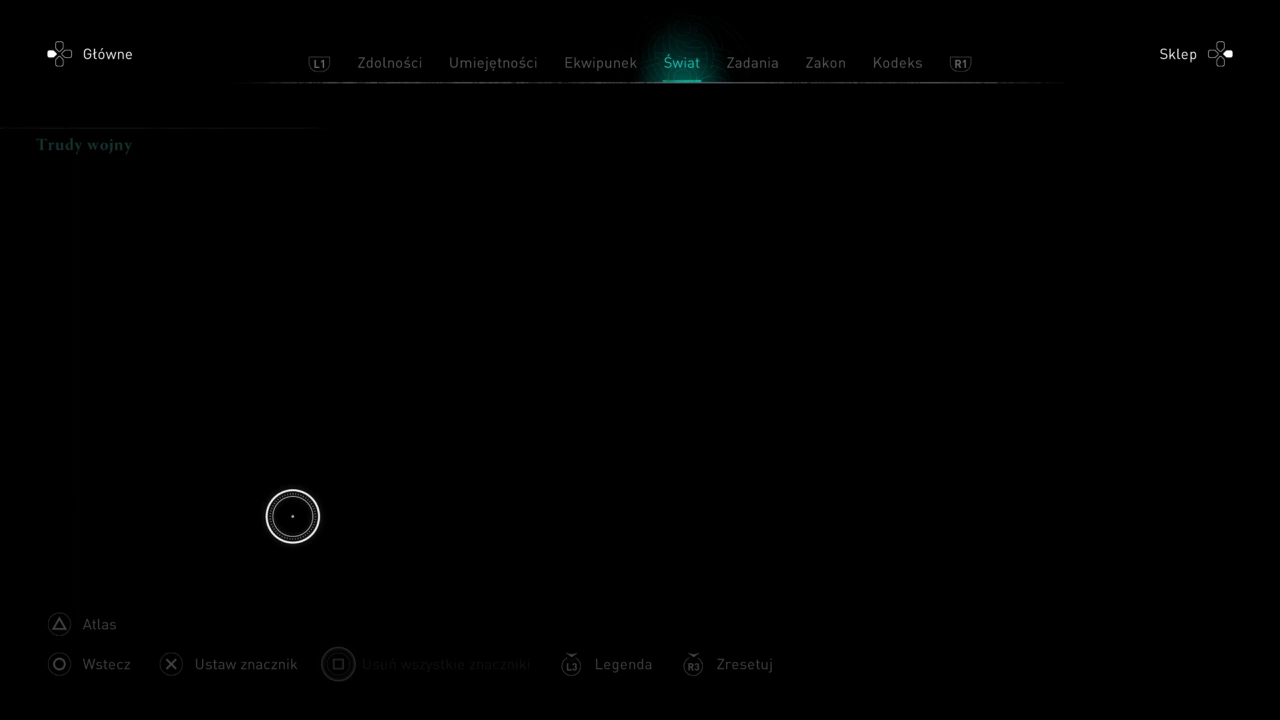 Główne
L1 Zdolności Umiejętności Ekwipunek Świat Zadania Zakon Kodeks R1
Sklep
Trudy wojny
Atlas
Wstecz Ustaw znacznik Usuń wszystkie znaczniki L3 Legenda R3 Zresetuj